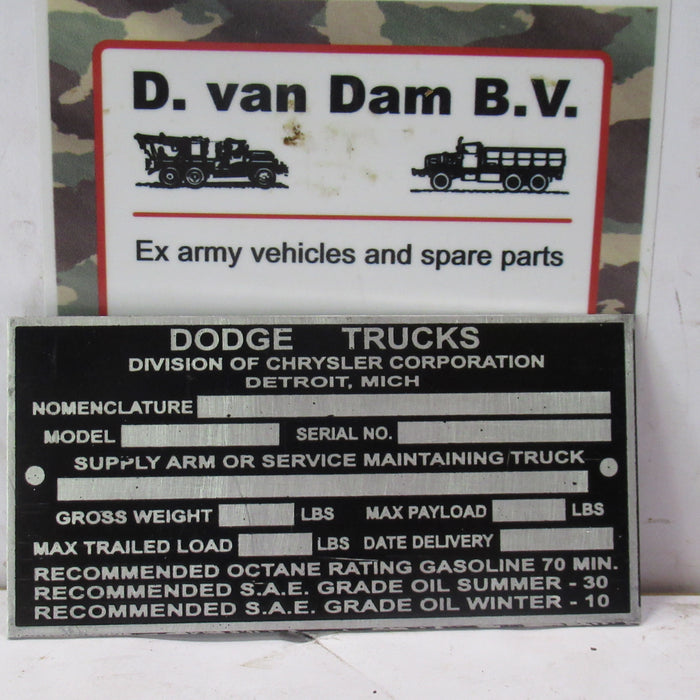 D. van Dam B.V.
Ex army vehicles and spare parts
DODGE TRUCKS
DIVISION OF CHRYSLER CORPORATION
DETROIT, MICH
NOMENCLATURE
MODEL SERIAL NO.
SUPPLY ARM OR SERVICE MAINTAINING TRUCK
GROSS WEIGHT LBS MAX PAYLOAD LBS
MAX TRAILED LOAD LBS DATE DELIVERY
RECOMMENDED OCTANE RATING GASOLINE 70 MIN.
RECOMMENDED S.A.E. GRADE OIL SUMMER - 30
RECOMMENDED S.A.E. GRADE OIL WINTER - 10